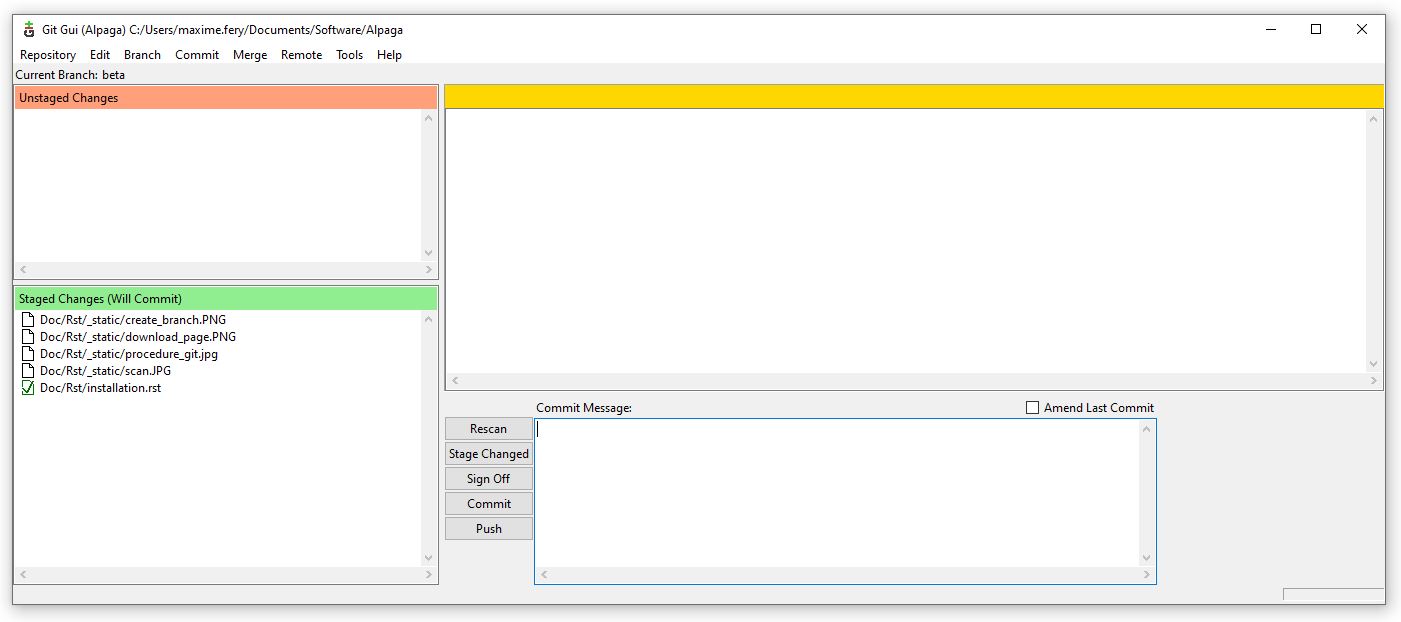 Git Gui (Alpaga) C:/Users/maxime.fery/Documents/Software/Alpaga
Repository Edit Branch Commit Merge Remote Tools Help
Current Branch: beta
Unstaged Changes
Staged Changes (Will Commit)
Doc/Rst/_static/create_branch.PNG
Doc/Rst/_static/download_page.PNG
Doc/Rst/_static/procedure_git.jpg
Doc/Rst/_static/scan.JPG
Doc/Rst/installation.rst
Commit Message: Amend Last Commit
Rescan
Stage Changed
Sign Off
Commit
Push